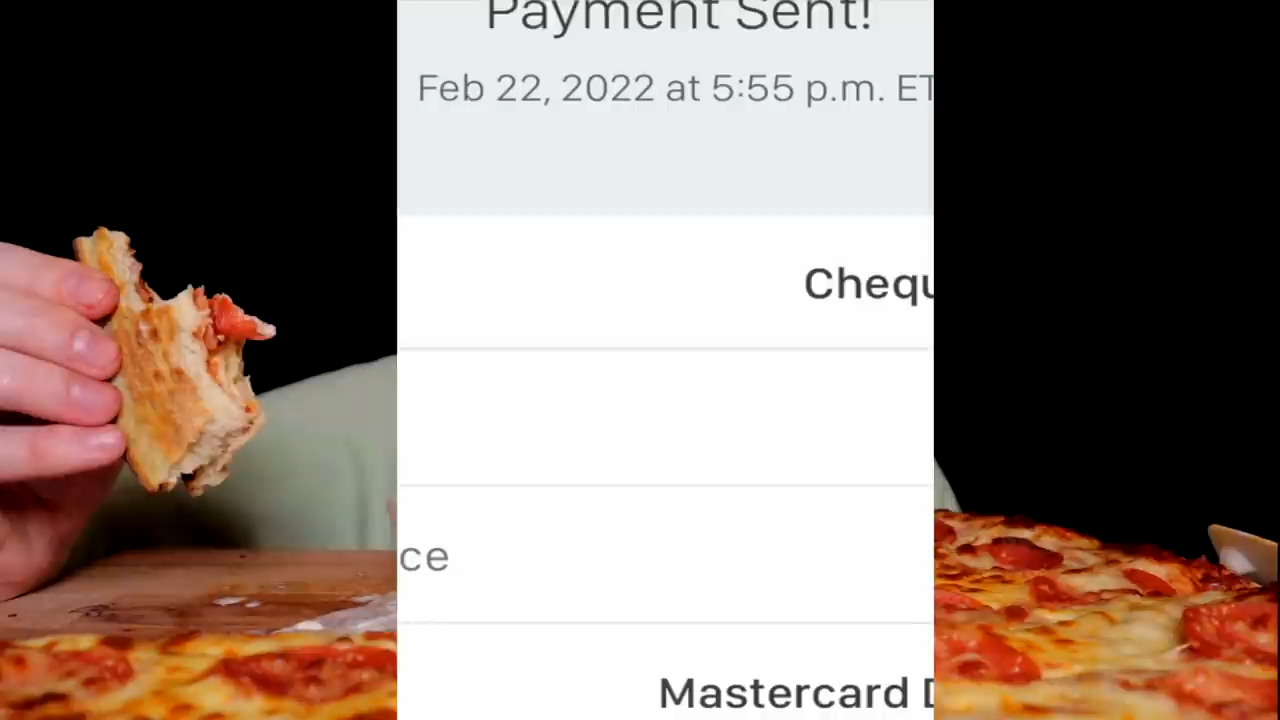 Payment Sent!
Feb 22, 2022 at 5:55 p.m. ET
Chequ
ce
Mastercard